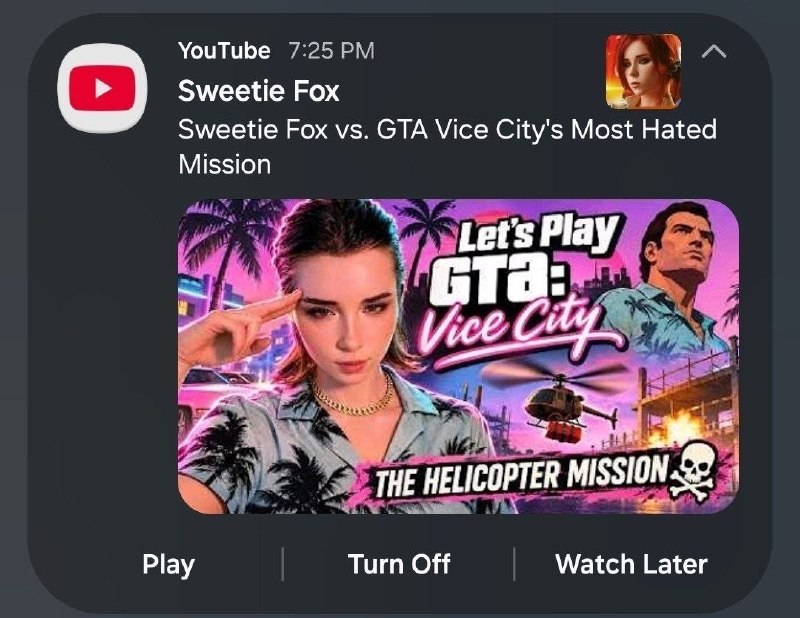 YouTube 7:25 PM
Sweetie Fox
Sweetie Fox vs. GTA Vice City's Most Hated
Mission
Let's Play
GTA:
Vice City
THE HELICOPTER MISSION
Play
Turn Off
Watch Later